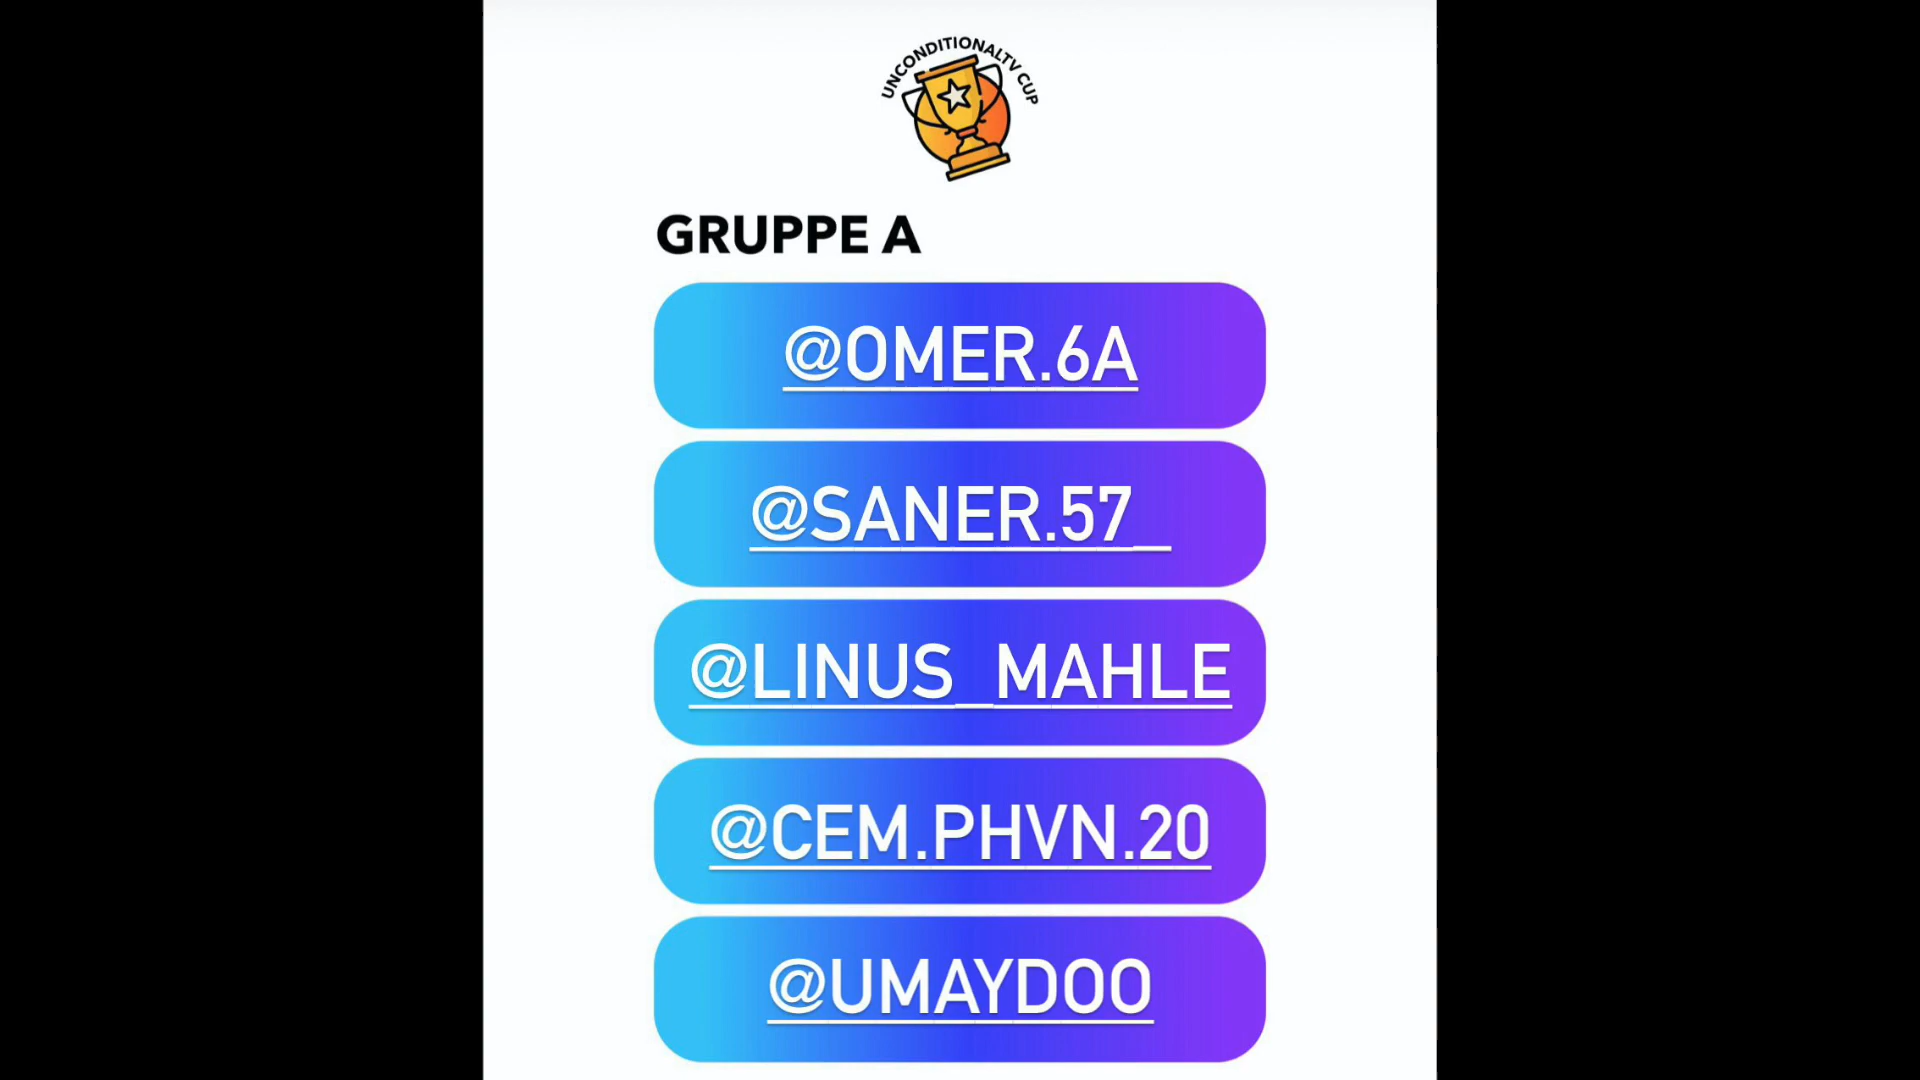 UNCONDITIONALTV CUP
GRUPPE A
@OMER.6A
@SANER.57_
@LINUS_MAHLE
@CEM.PHVN.20
@UMAYDOO